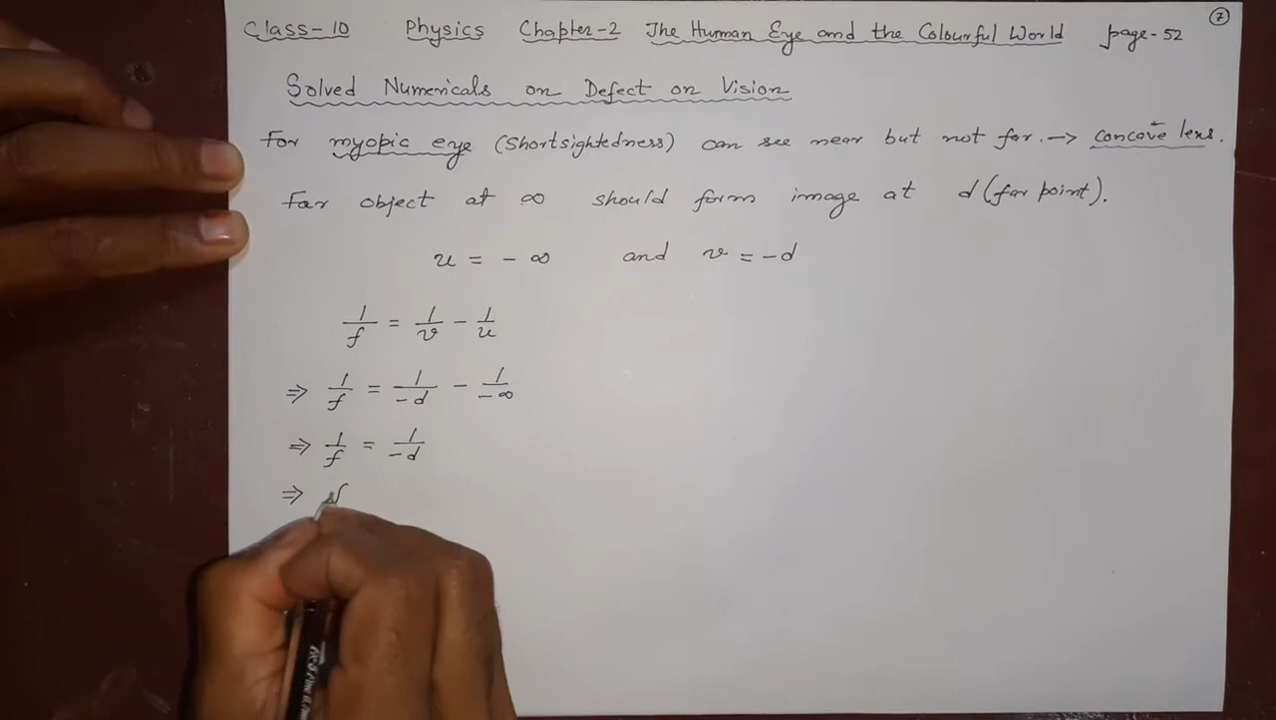 7
Class-10 Physics Chapter-2 The Human Eye and the Colourful World page-52
Solved Numericals on Defect on Vision
For myopic eye (Shortsightedness) can see near but not far. → concave lens.
Far object at ∞ should form image at d (far point).
u = - ∞ and v = -d
1/f = 1/v - 1/u
⇒ 1/f = 1/-d - 1/-∞
⇒ 1/f = 1/-d
⇒ f